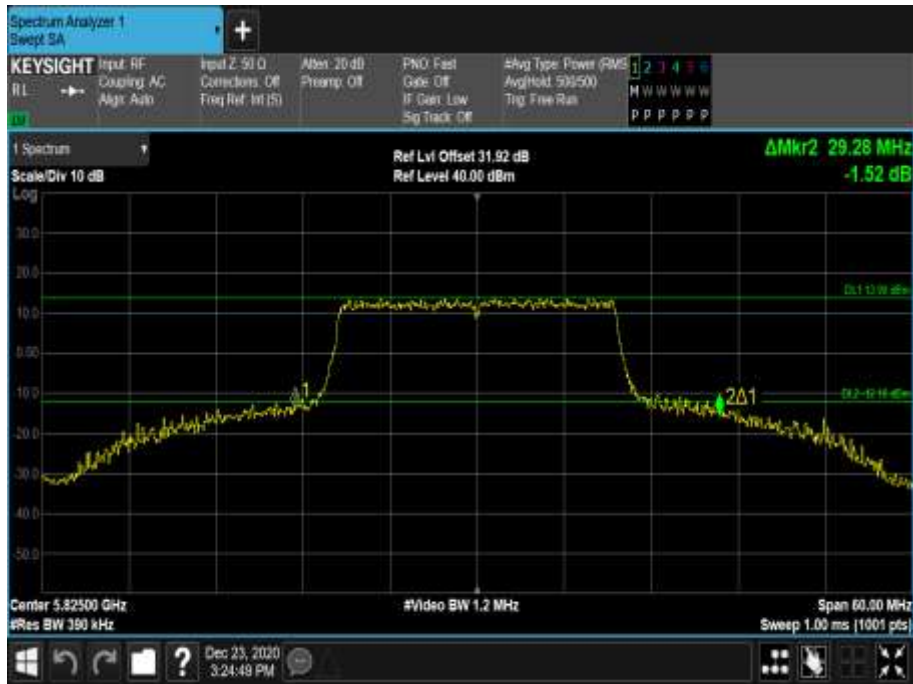 Spectrum Analyzer 1
Swept SA
+
KEYSIGHT
RL
Input: RF
Coupling: AC
Align: Auto
Input Z: 50 Ω
Corrections: Off
Freq Ref: Int (S)
Atten: 20 dB
Preamp: Off
PNO: Fast
Gate: Off
IF Gain: Low
Sig Track: Off
#Avg Type: Power (RMS
Avg|Hold: 500/500
Trig: Free Run
1 2 3 4 5 6
M W W W W W
P P P P P P
1 Spectrum
Scale/Div 10 dB
Ref Lvl Offset 31.92 dB
Ref Level 40.00 dBm
ΔMkr2 29.28 MHz
-1.52 dB
Log
30.0
20.0
10.0
0.00
-10.0
-20.0
-30.0
-40.0
-50.0
1
2Δ1
Center 5.82500 GHz
#Res BW 390 kHz
#Video BW 1.2 MHz
Span 60.00 MHz
Sweep 1.00 ms (1001 pts)
?
Dec 23, 2020
3:24:49 PM